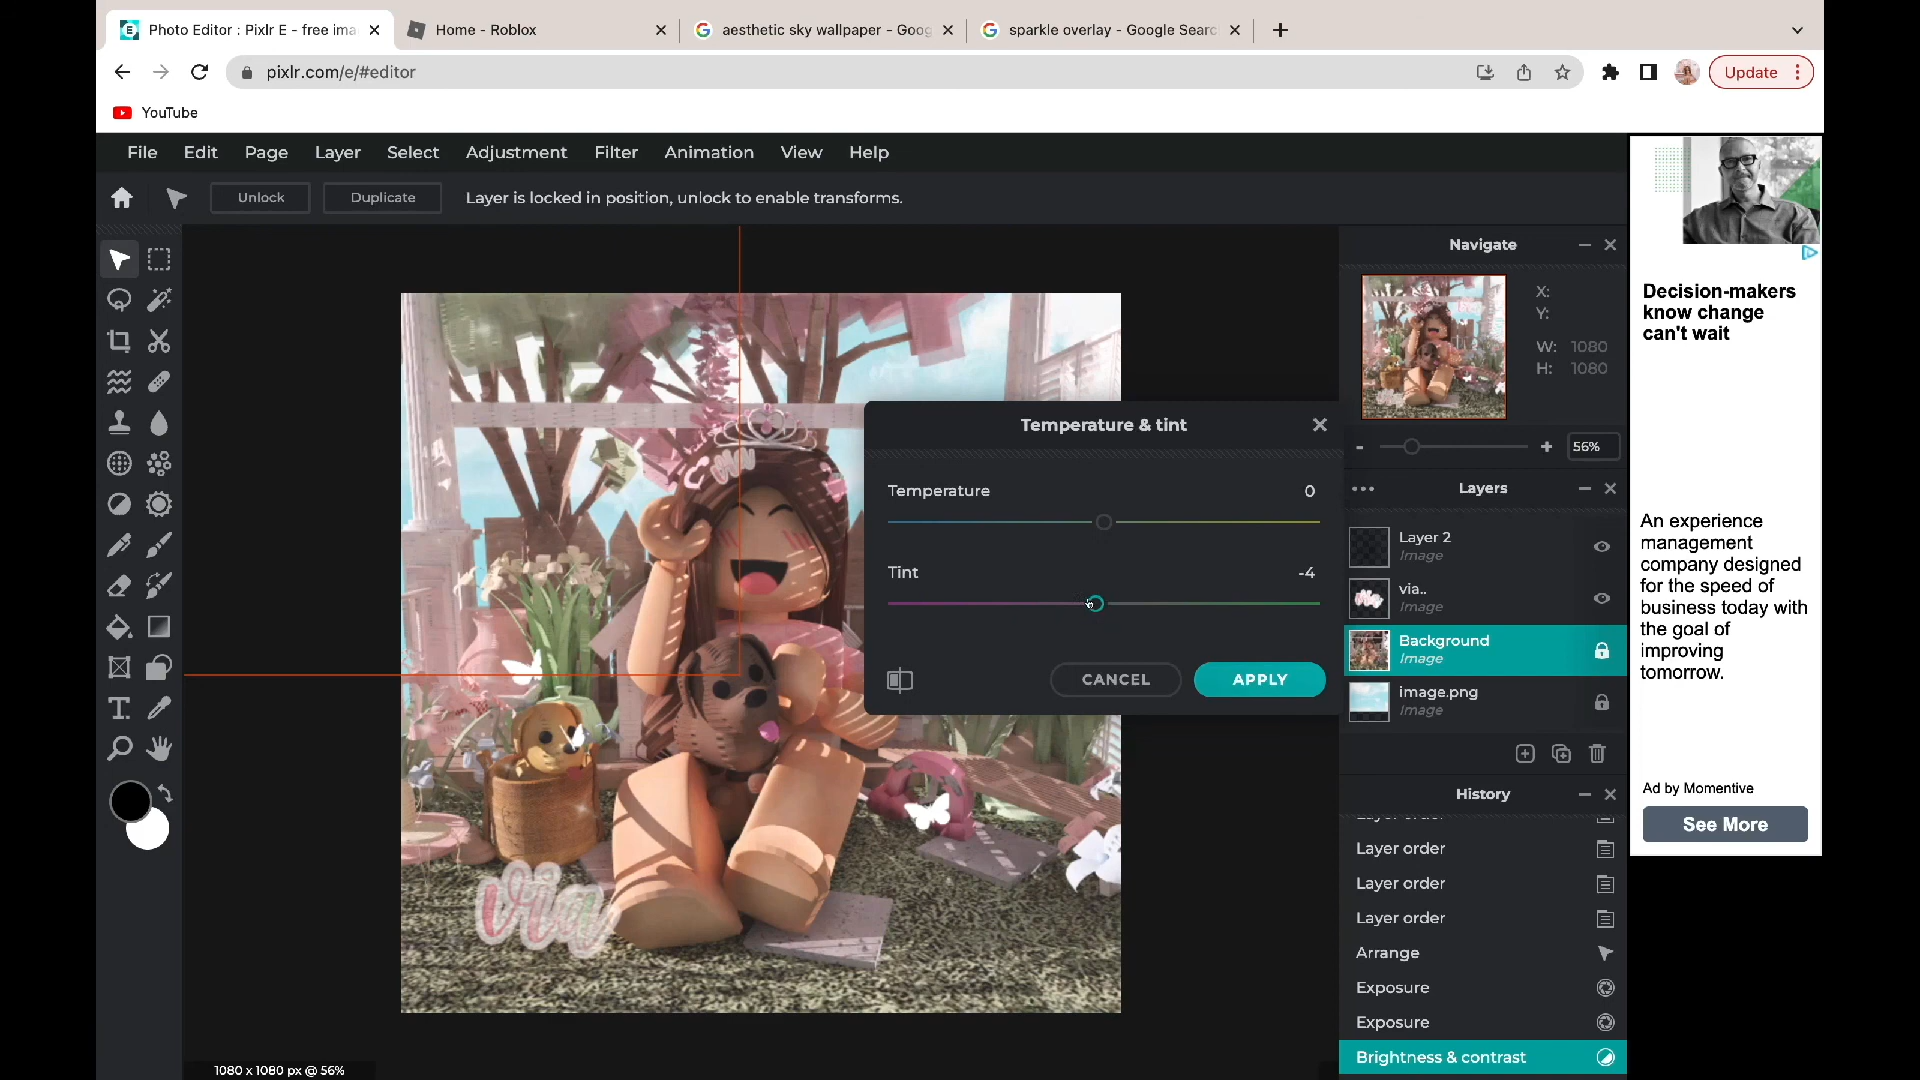 Photo Editor : Pixlr E - free ima
Home - Roblox
aesthetic sky wallpaper - Goog
sparkle overlay - Google Searc
pixlr.com/e/#editor
Update
YouTube
File Edit Page Layer Select Adjustment Filter Animation View Help
Unlock
Duplicate
Layer is locked in position, unlock to enable transforms.
Navigate
X:
Y:
W: 1080
H: 1080
56%
Temperature & tint
Temperature 0
Tint -4
CANCEL
APPLY
Layers
Layer 2
Image
via..
Image
Background
Image
image.png
Image
History
Layer order
Layer order
Layer order
Layer order
Arrange
Exposure
Exposure
Brightness & contrast
via
1080 x 1080 px @ 56%
Decision-makers
know change
can't wait
An experience
management
company designed
for the speed of
business today with
the goal of
improving
tomorrow.
Ad by Momentive
See More